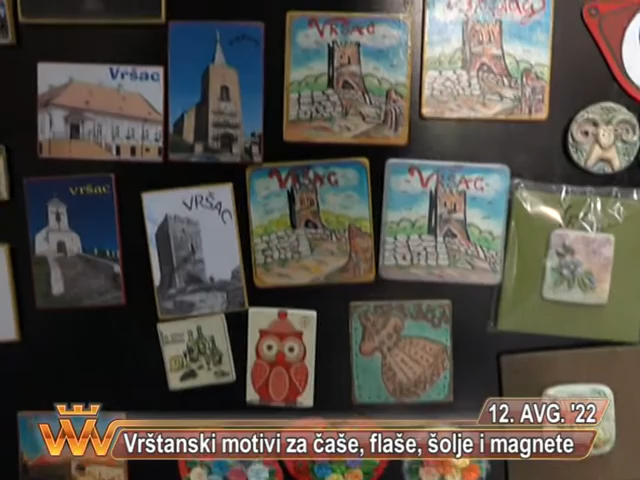 VRŠAC
Vršac
vršac
VRŠAC
VRŠAC
VRŠAC
12. AVG. '22
Vrštanski motivi za čaše, flaše, šolje i magnete